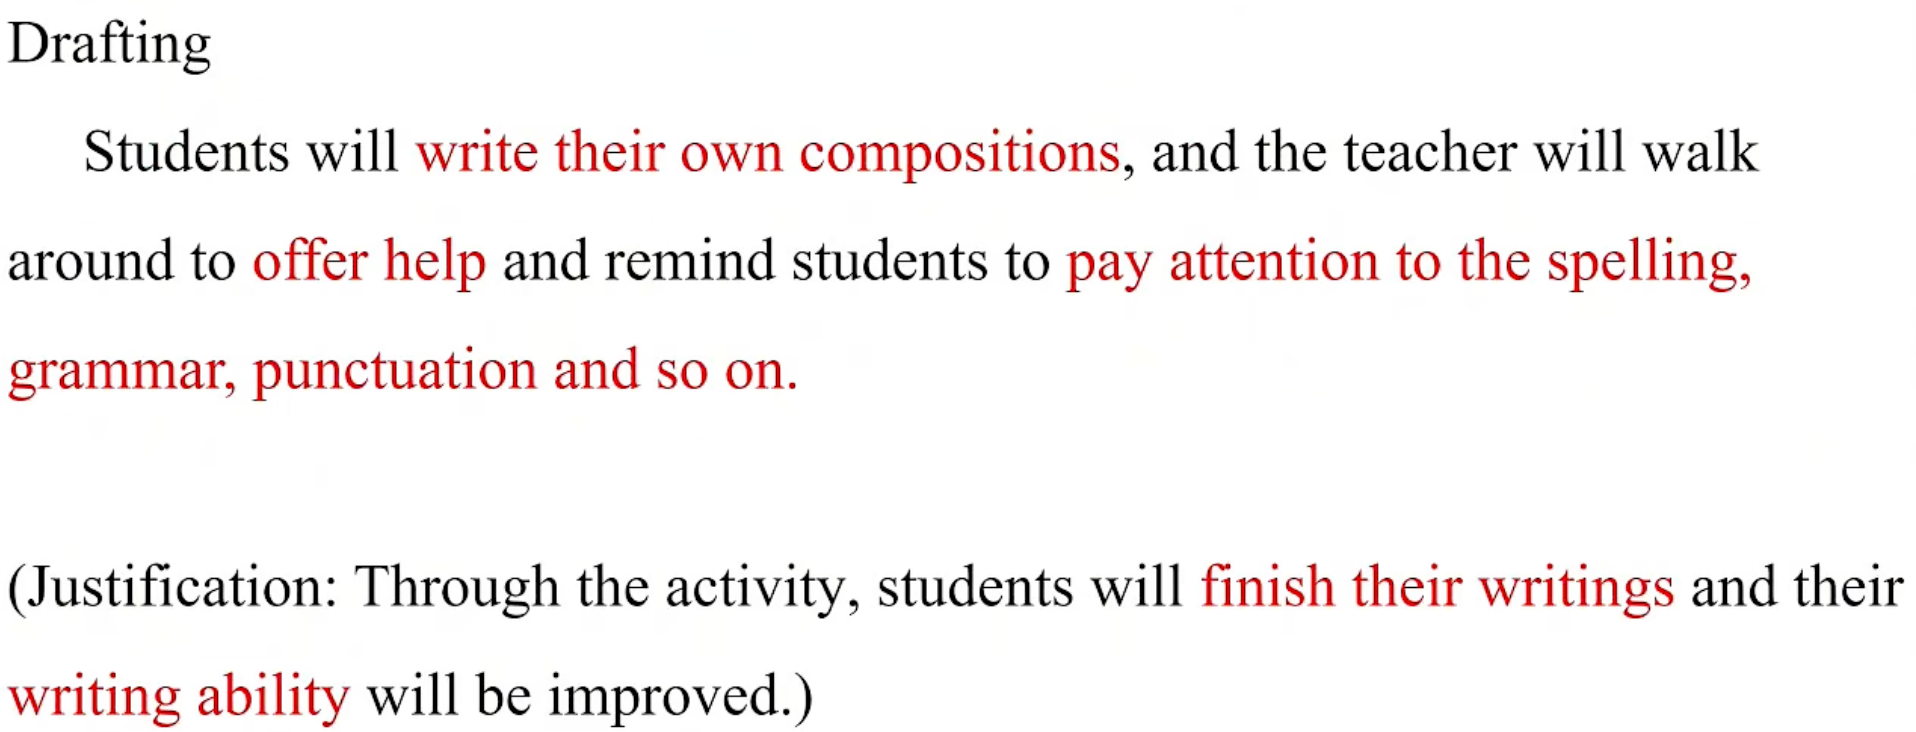 Drafting
Students will write their own compositions, and the teacher will walk
around to offer help and remind students to pay attention to the spelling,
grammar, punctuation and so on.
(Justification: Through the activity, students will finish their writings and their
writing ability will be improved.)